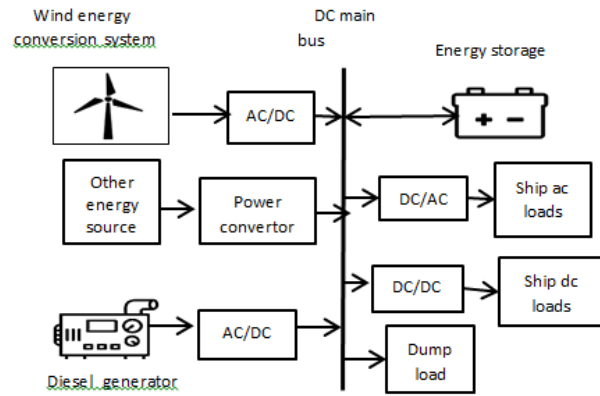 Wind energy
conversion system
DC main
bus
Energy storage
AC/DC
Other
energy
source
Power
convertor
DC/AC
Ship ac
loads
DC/DC
Ship dc
loads
AC/DC
Dump
load
Diesel generator